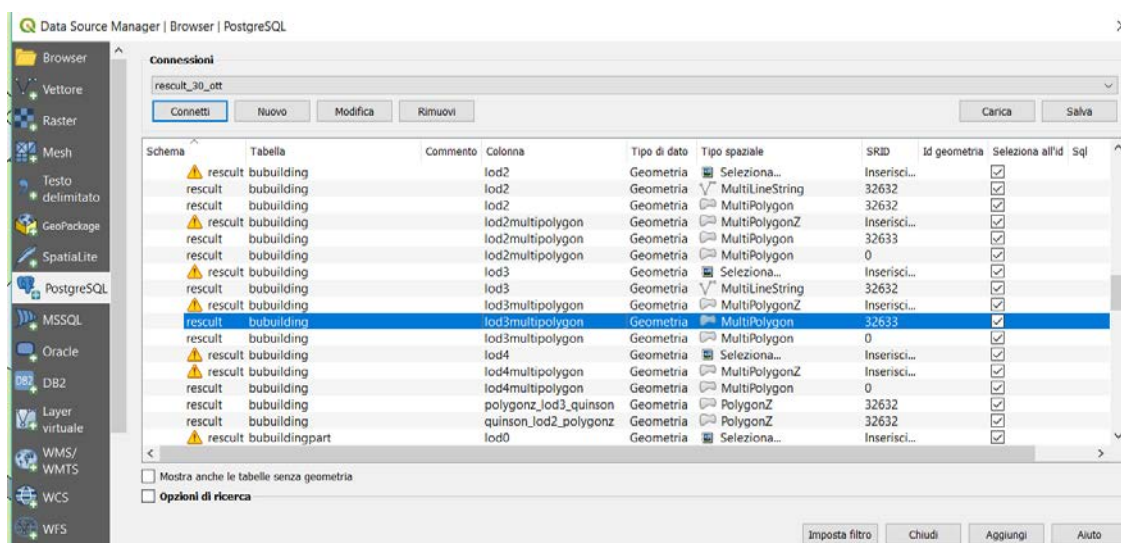 Data Source Manager | Browser | PostgreSQL
Browser
Vettore
Raster
Mesh
Testo
delimitato
GeoPackage
SpatiaLite
PostgreSQL
MSSQL
Oracle
DB2
DB2
Layer
virtuale
WMS/
WMTS
WCS
WFS
Connessioni
rescult_30_ott
Connetti Nuovo Modifica Rimuovi Carica Salva
Schema Tabella Commento Colonna Tipo di dato Tipo spaziale SRID Id geometria Seleziona all'id Sql
rescult bubuilding lod2 Geometria Seleziona... Inserisci...
rescult bubuilding lod2 Geometria MultiLineString 32632
rescult bubuilding lod2 Geometria MultiPolygon 32632
rescult bubuilding lod2multipolygon Geometria MultiPolygonZ Inserisci...
rescult bubuilding lod2multipolygon Geometria MultiPolygon 32633
rescult bubuilding lod2multipolygon Geometria MultiPolygon 0
rescult bubuilding lod3 Geometria Seleziona... Inserisci...
rescult bubuilding lod3 Geometria MultiLineString 32632
rescult bubuilding lod3multipolygon Geometria MultiPolygonZ Inserisci...
rescult bubuilding lod3multipolygon Geometria MultiPolygon 32633
rescult bubuilding lod3multipolygon Geometria MultiPolygon 0
rescult bubuilding lod4 Geometria Seleziona... Inserisci...
rescult bubuilding lod4multipolygon Geometria MultiPolygonZ Inserisci...
rescult bubuilding lod4multipolygon Geometria MultiPolygon 0
rescult bubuilding polygonz_lod3_quinson Geometria PolygonZ 32632
rescult bubuilding quinson_lod2_polygonz Geometria PolygonZ 32632
rescult bubuildingpart lod0 Geometria Seleziona... Inserisci...
Mostra anche le tabelle senza geometria
Opzioni di ricerca
Imposta filtro Chiudi Aggiungi Aiuto